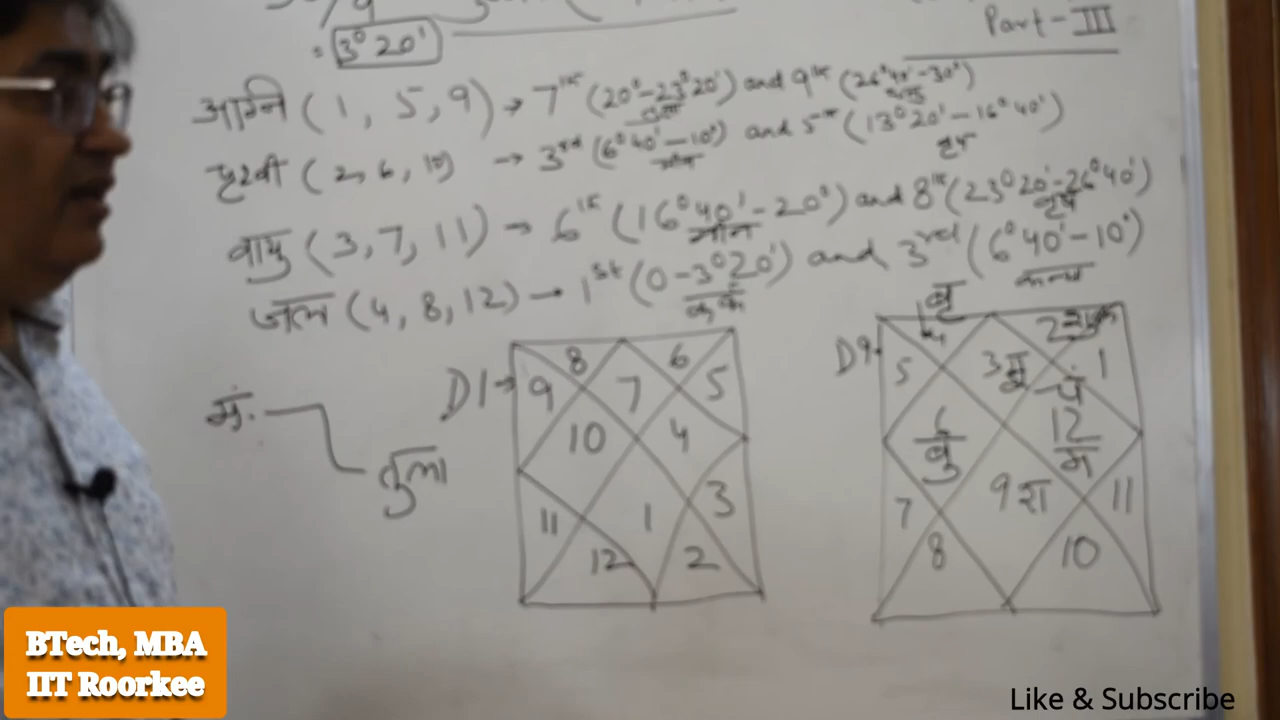 = 3° 20'
Part-III
अग्नि (1, 5, 9) → 7th (20°-23°20') and 9th (26°40'-30°)
तुला धनु
पृथ्वी (2, 6, 10) → 3rd (6°40'-10°) and 5th (13°20'-16°40')
मीन वृष
वायु (3, 7, 11) → 6th (16°40'-20°) and 8th (23°20'-26°40')
मीन वृष
जल (4, 8, 12) → 1st (0-3°20') and 3rd (6°40'-10°)
कर्क कन्या
मं. तुला
D1→
8 6
9 7 5
10 4
11 1 3
12 2
D9
बृ
4 2 शुक्र
5 3 सू 1
चं
6 12
बु म
7 9 श 11
8 10
BTech, MBA
IIT Roorkee
Like & Subscribe